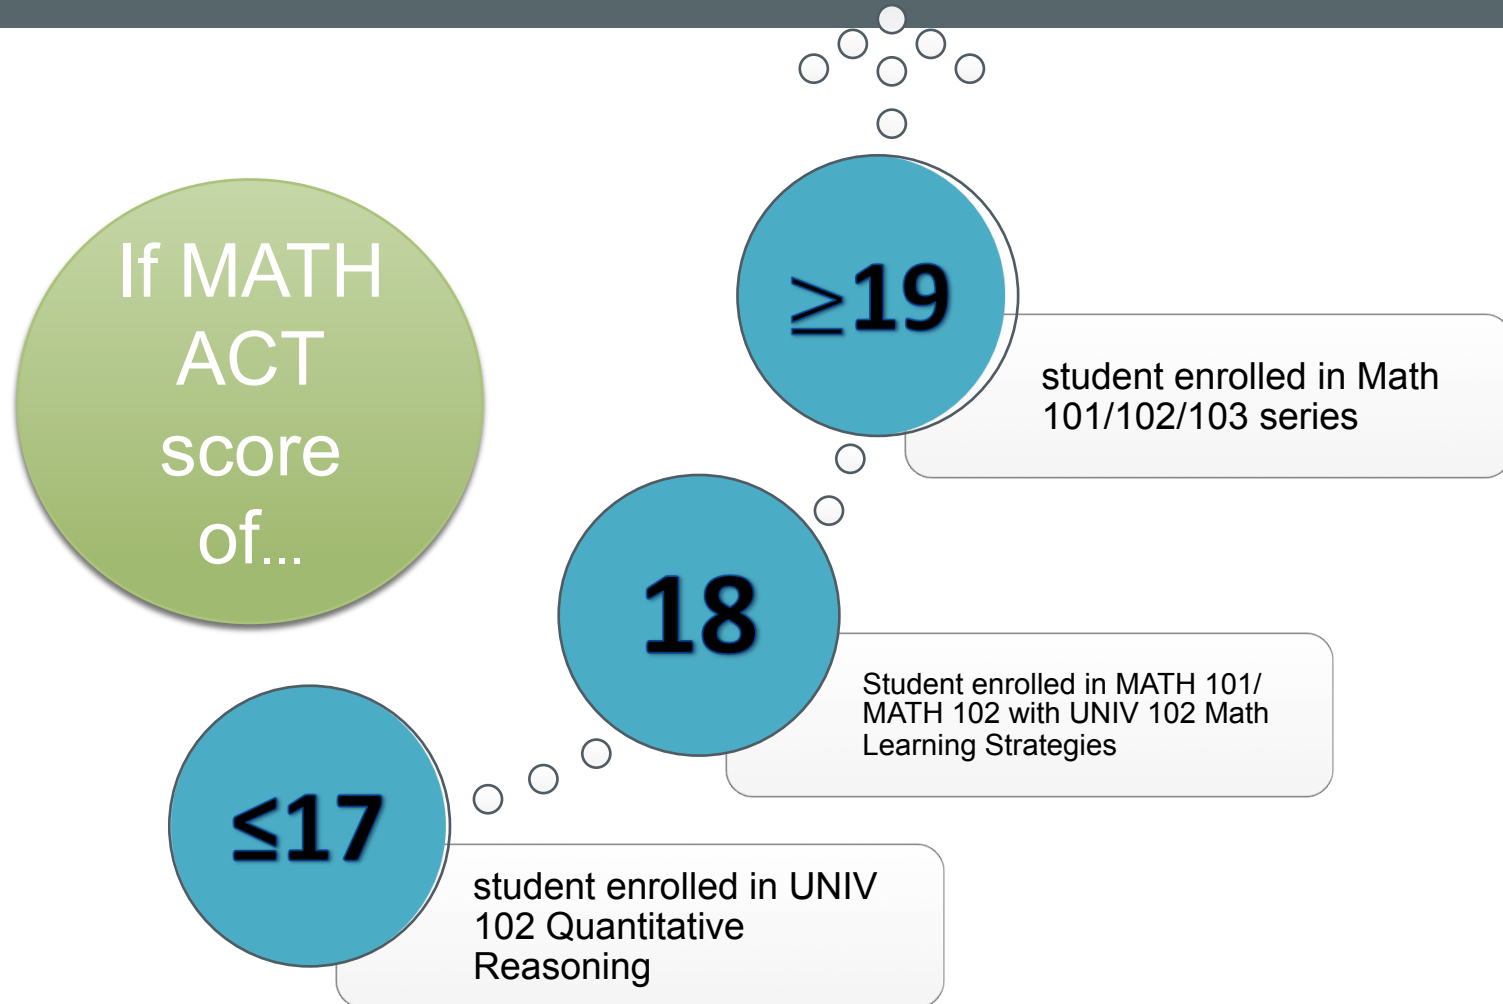 If MATH
ACT
score
of...
≥19
student enrolled in Math
101/102/103 series
18
Student enrolled in MATH 101/
MATH 102 with UNIV 102 Math
Learning Strategies
≤17
student enrolled in UNIV
102 Quantitative
Reasoning